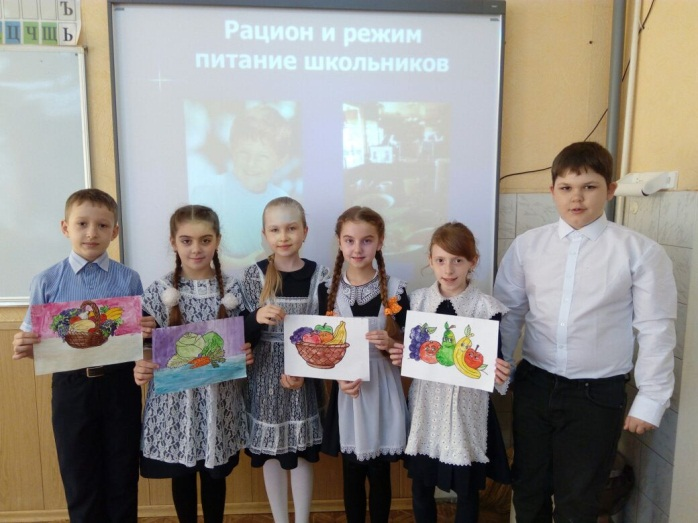 Ъ
Ц Ч Щ Ь
Рацион и режим
питание школьников